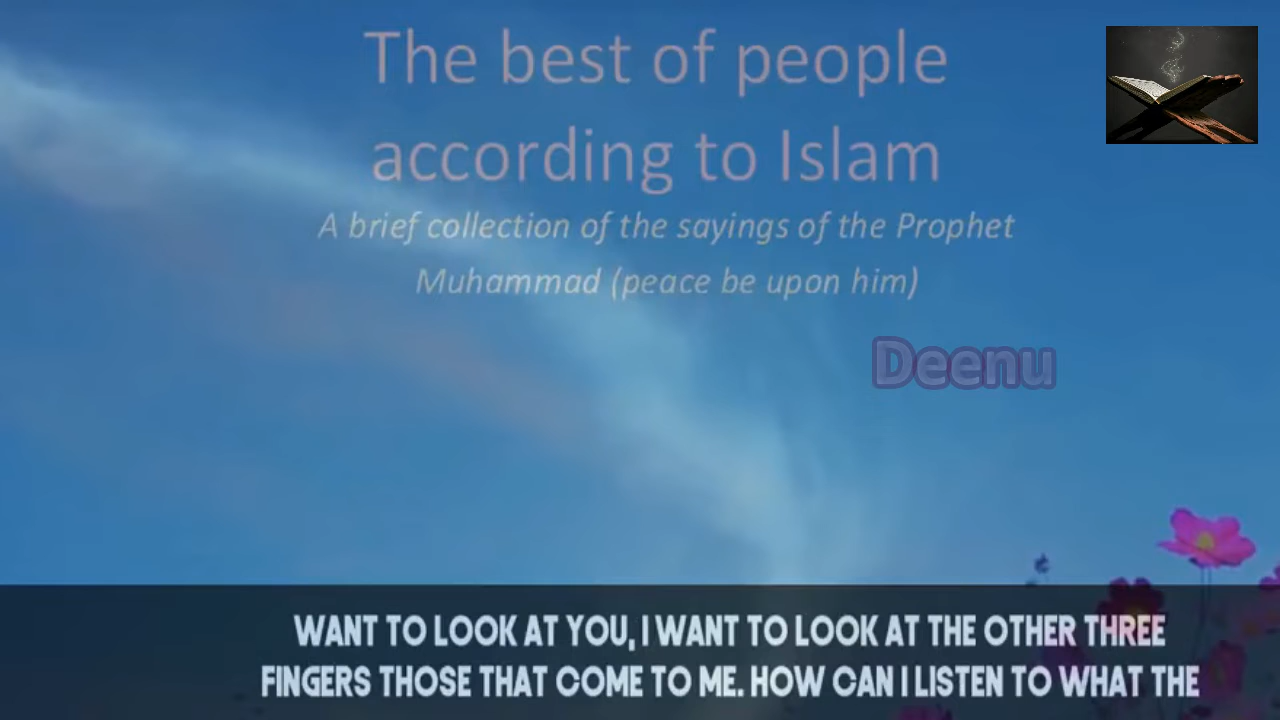 The best of people
according to Islam
A brief collection of the sayings of the Prophet
Muhammad (peace be upon him)
Deenu
WANT TO LOOK AT YOU, I WANT TO LOOK AT THE OTHER THREE
FINGERS THOSE THAT COME TO ME. HOW CAN I LISTEN TO WHAT THE